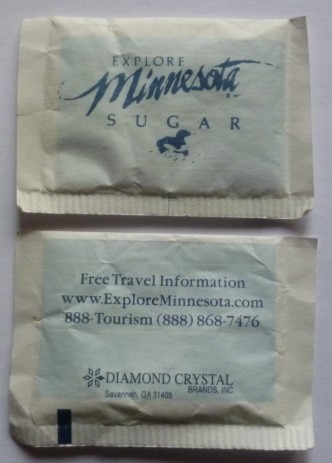 EXPLORE
Minnesota
SUGAR
Free Travel Information
www.ExploreMinnesota.com
888-Tourism (888) 868-7476
DIAMOND CRYSTAL
BRANDS, INC.
Savannah, GA 31405